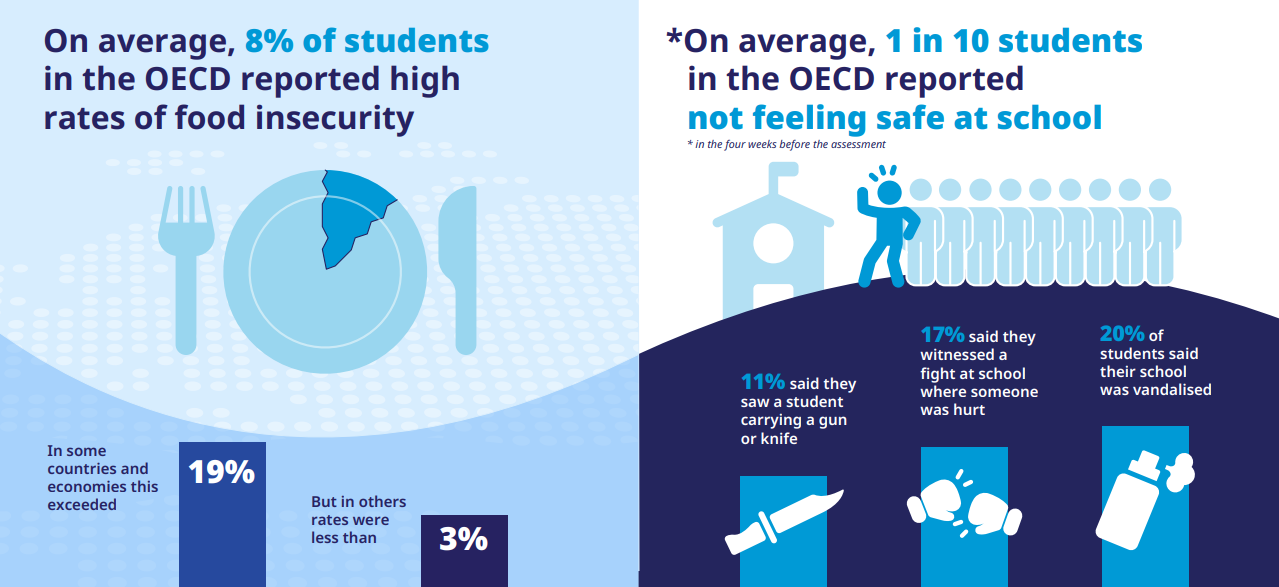 On average, 8% of students
in the OECD reported high
rates of food insecurity
In some
countries and
economies this
exceeded
19%
But in others
rates were
less than
3%
*On average, 1 in 10 students
in the OECD reported
not feeling safe at school
* in the four weeks before the assessment
11% said they
saw a student
carrying a gun
or knife
17% said they
witnessed a
fight at school
where someone
was hurt
20% of
students said
their school
was vandalised